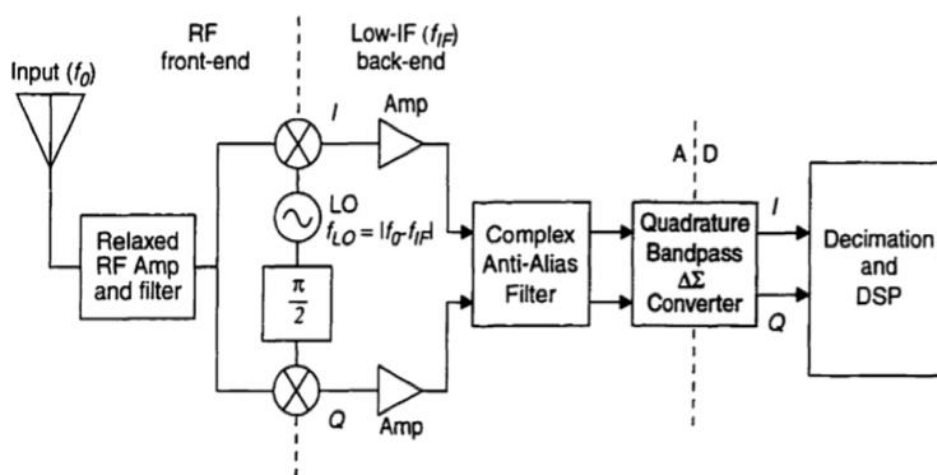 RF
front-end
Low-IF (f_IF)
back-end
Input (f_0)
I
Amp
A D
LO
f_LO = |f_0-f_IF|
Relaxed
RF Amp
and filter
π
2
Complex
Anti-Alias
Filter
Quadrature
Bandpass
ΔΣ
Converter
I
Q
Decimation
and
DSP
Q
Amp